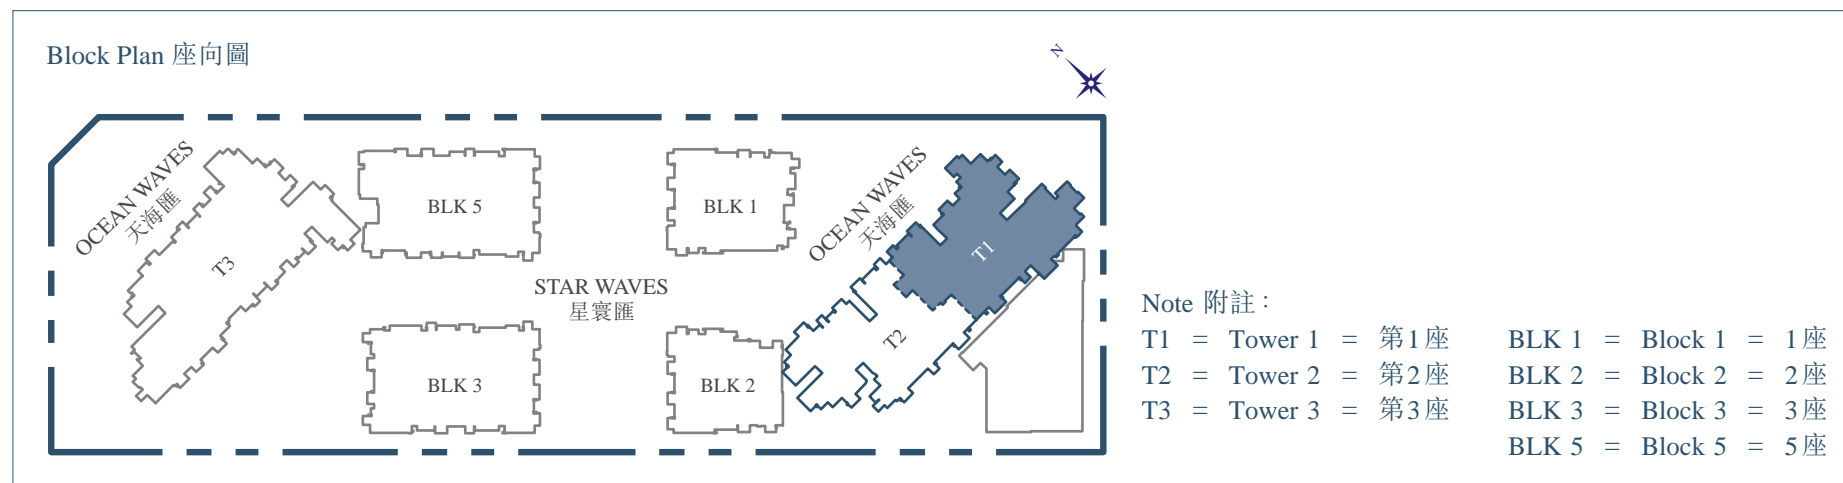 Block Plan 座向圖
N
OCEAN WAVES
天海匯
T3
BLK 5
BLK 1
OCEAN WAVES
天海匯
T1
STAR WAVES
星寰匯
BLK 3
BLK 2
T2
Note 附註：
T1 = Tower 1 = 第1座
T2 = Tower 2 = 第2座
T3 = Tower 3 = 第3座
BLK 1 = Block 1 = 1座
BLK 2 = Block 2 = 2座
BLK 3 = Block 3 = 3座
BLK 5 = Block 5 = 5座